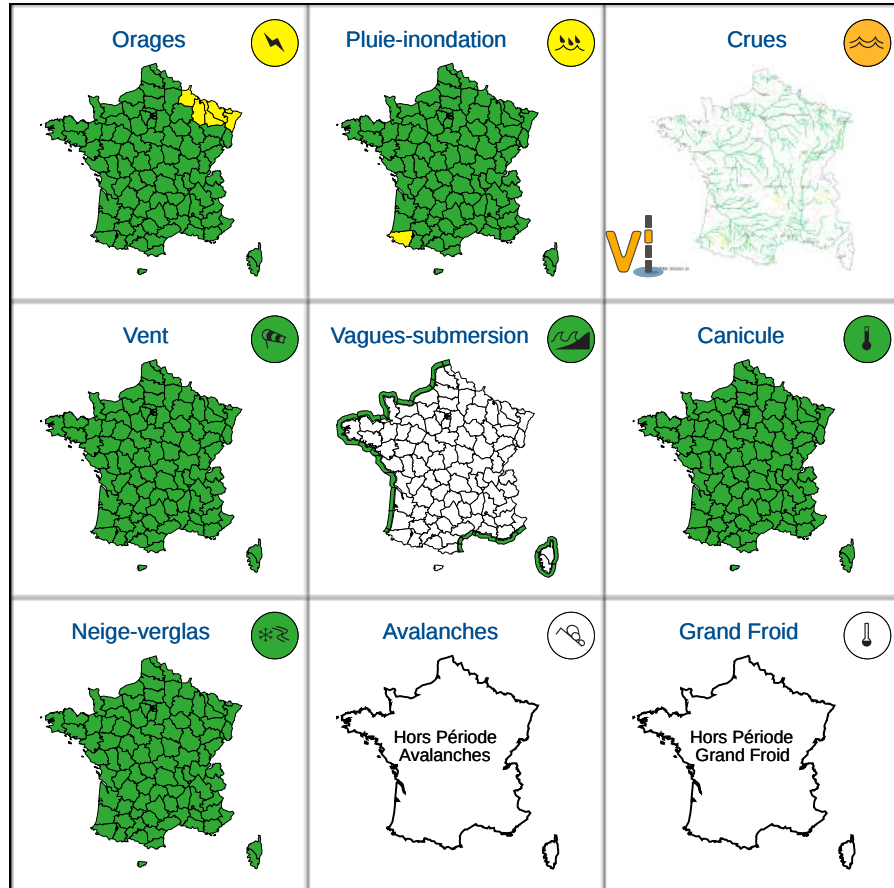 Orages
Pluie-inondation
Crues
Vi
Vent
Vagues-submersion
Canicule
Neige-verglas
Avalanches
Grand Froid
Hors Période
Avalanches
Hors Période
Grand Froid